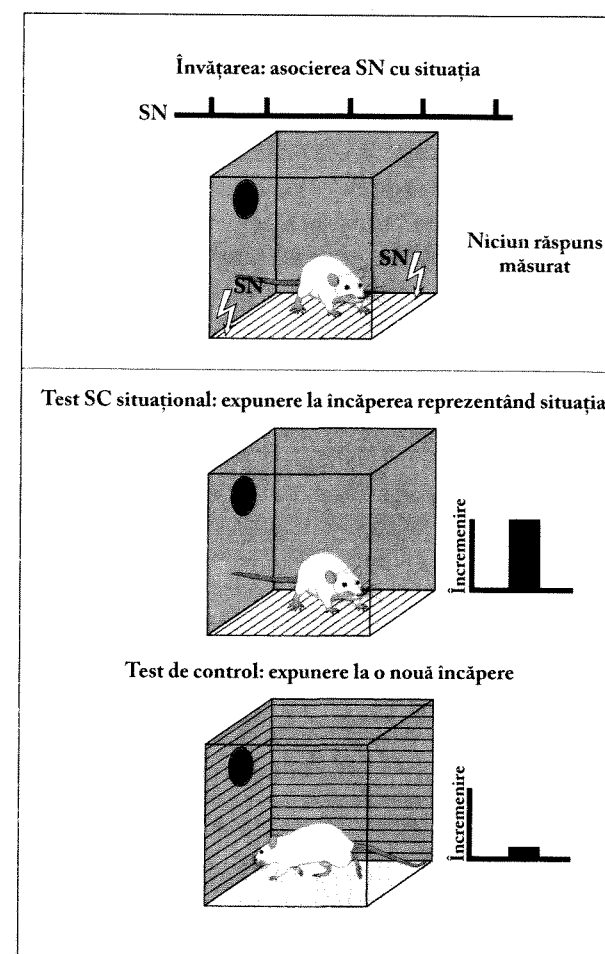 Învățarea: asocierea SN cu situația
SN
SN
SN
Niciun răspuns
măsurat
Test SC situațional: expunere la încăperea reprezentând situația
Încremenire
Test de control: expunere la o nouă încăpere
Încremenire